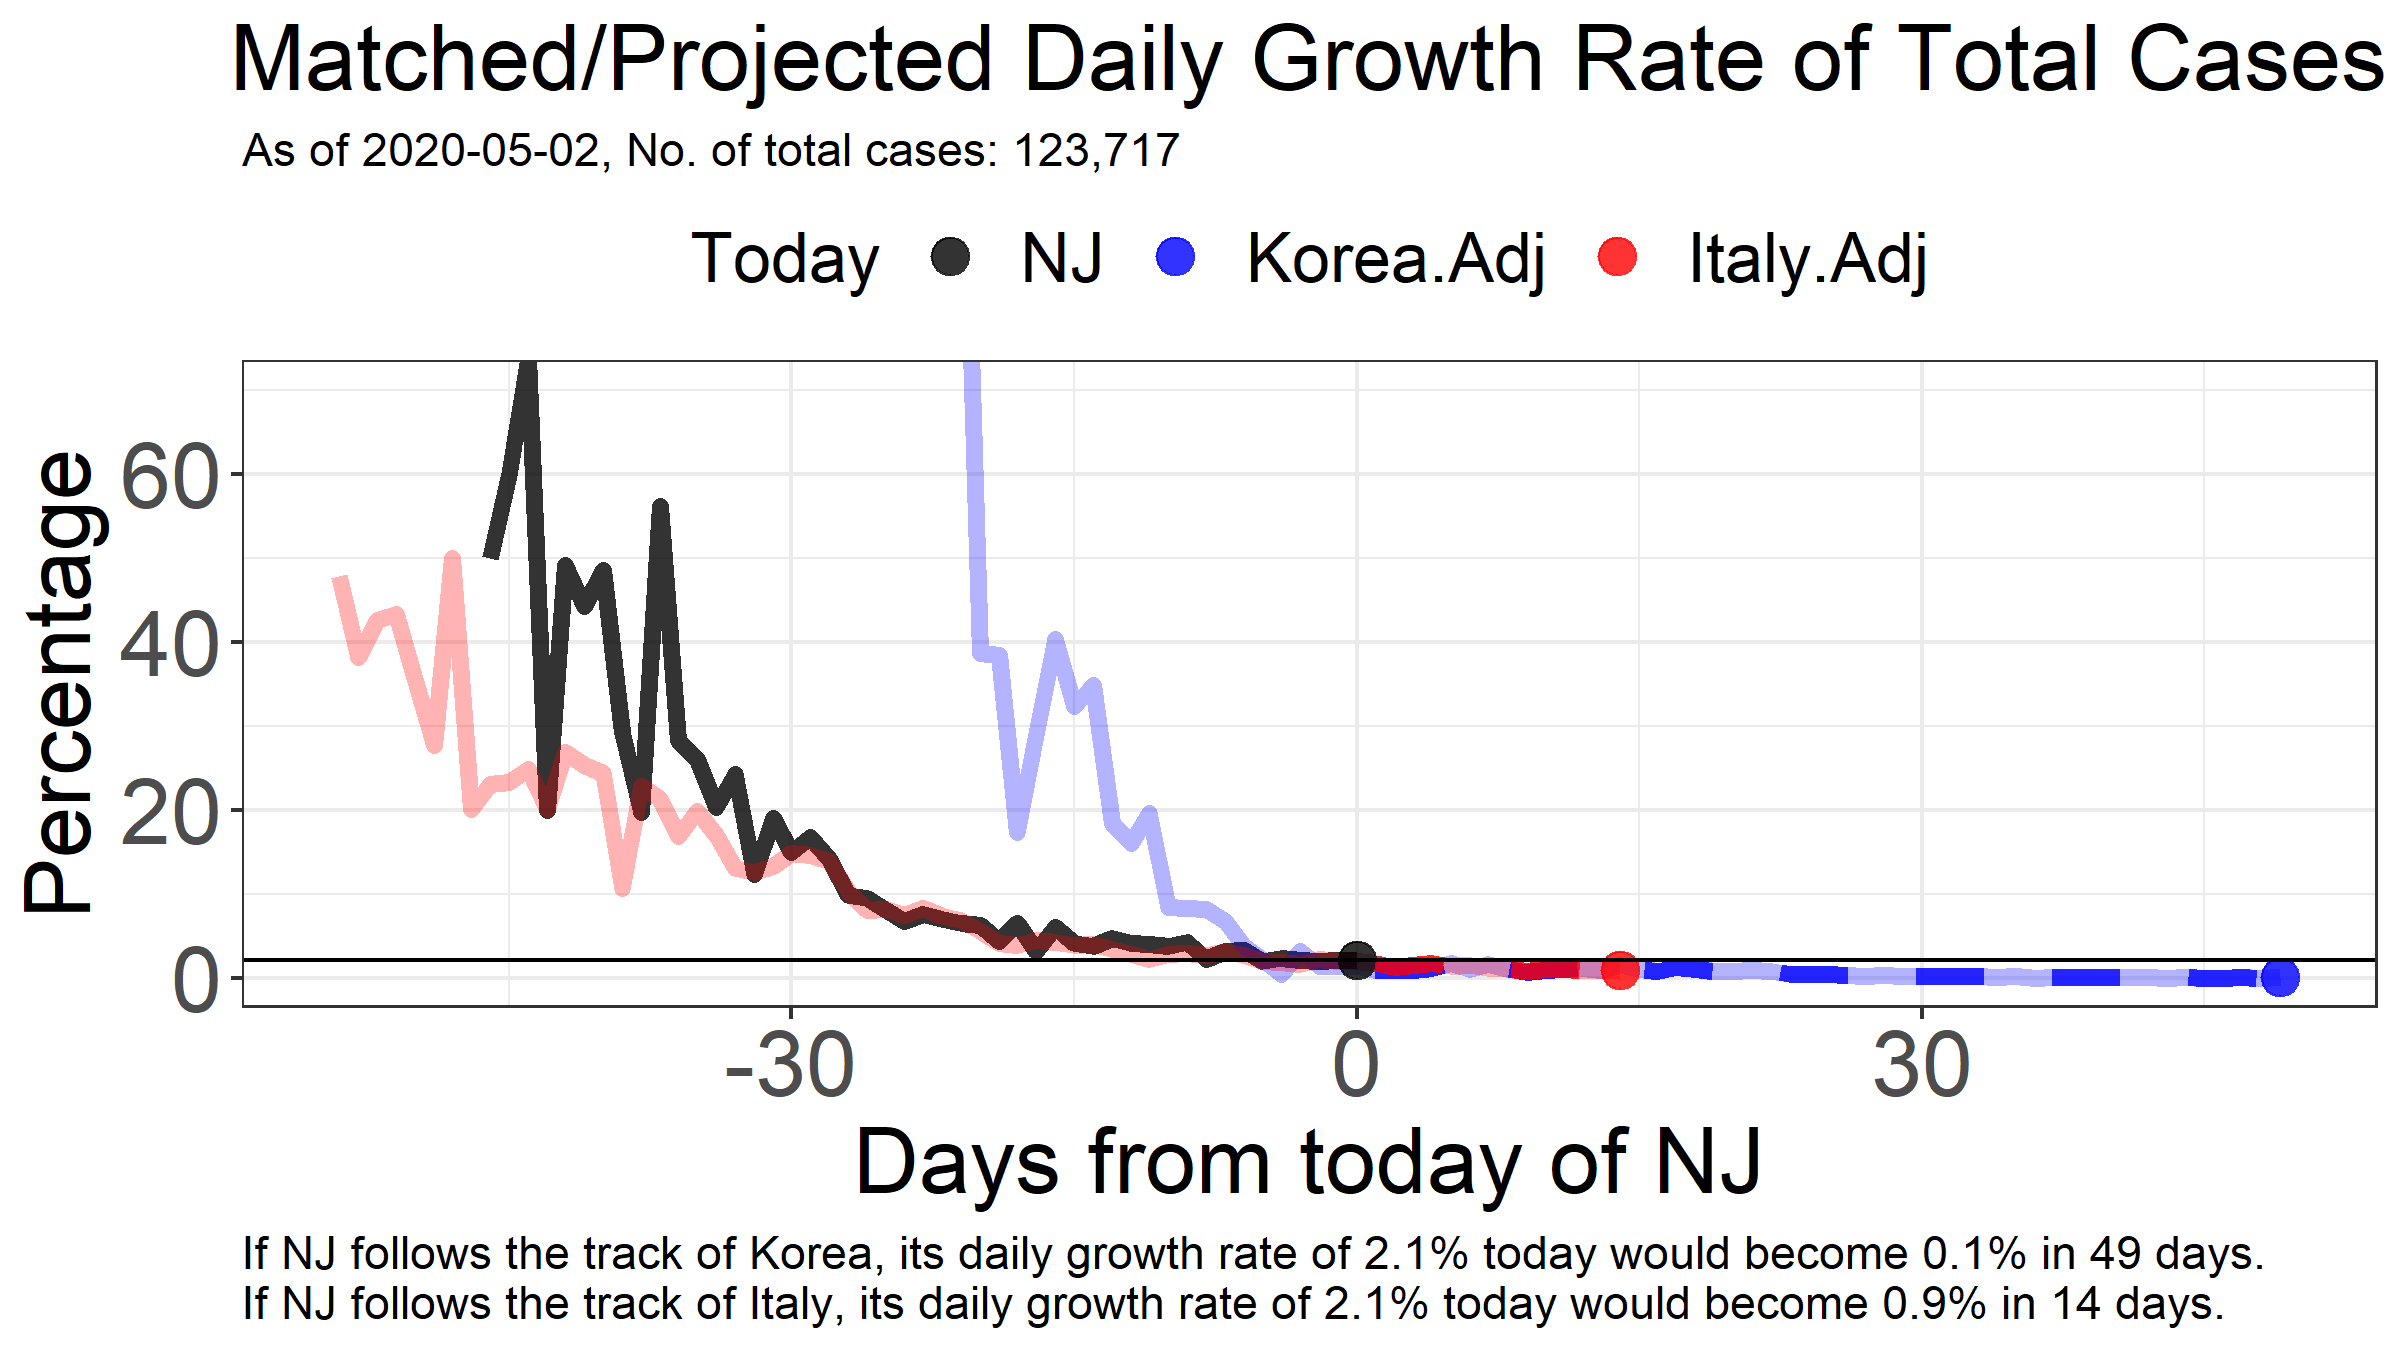 Matched/Projected Daily Growth Rate of Total Cases
As of 2020-05-02, No. of total cases: 123,717
Today NJ Korea.Adj Italy.Adj
Percentage
60
40
20
0
-30 0 30
Days from today of NJ
If NJ follows the track of Korea, its daily growth rate of 2.1% today would become 0.1% in 49 days.
If NJ follows the track of Italy, its daily growth rate of 2.1% today would become 0.9% in 14 days.